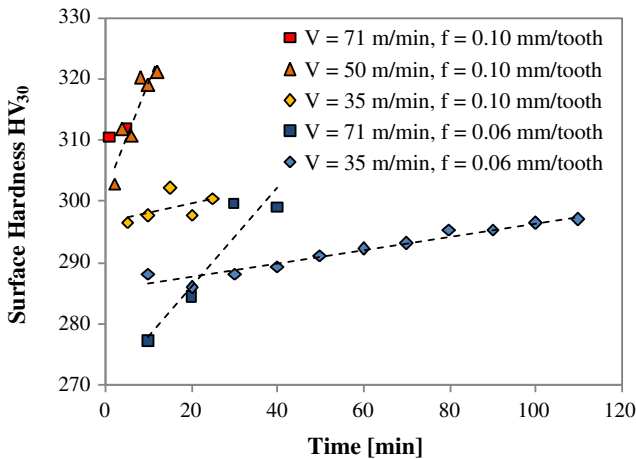 330
320
310
300
290
280
270
Surface Hardness HV30
V = 71 m/min, f = 0.10 mm/tooth
V = 50 m/min, f = 0.10 mm/tooth
V = 35 m/min, f = 0.10 mm/tooth
V = 71 m/min, f = 0.06 mm/tooth
V = 35 m/min, f = 0.06 mm/tooth
0 20 40 60 80 100 120
Time [min]